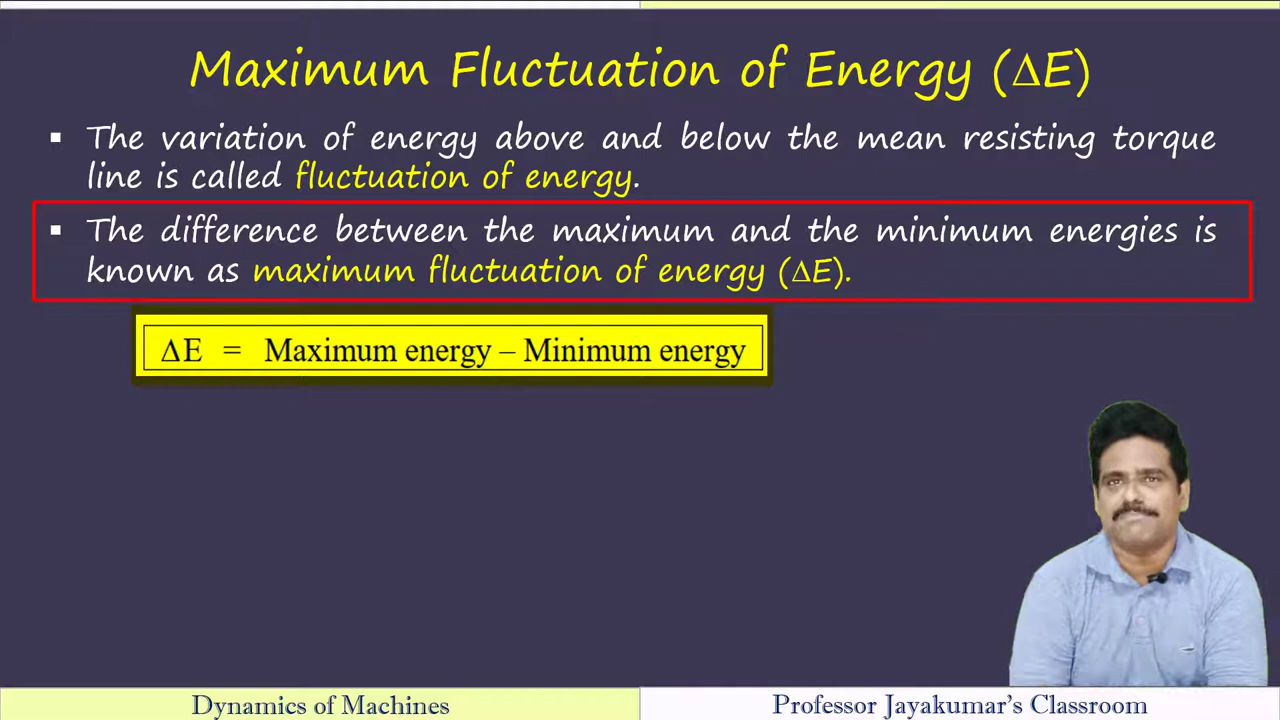 Maximum Fluctuation of Energy (ΔE)
▪ The variation of energy above and below the mean resisting torque
line is called fluctuation of energy.
▪ The difference between the maximum and the minimum energies is
known as maximum fluctuation of energy (ΔE).
ΔE = Maximum energy – Minimum energy
Dynamics of Machines
Professor Jayakumar's Classroom